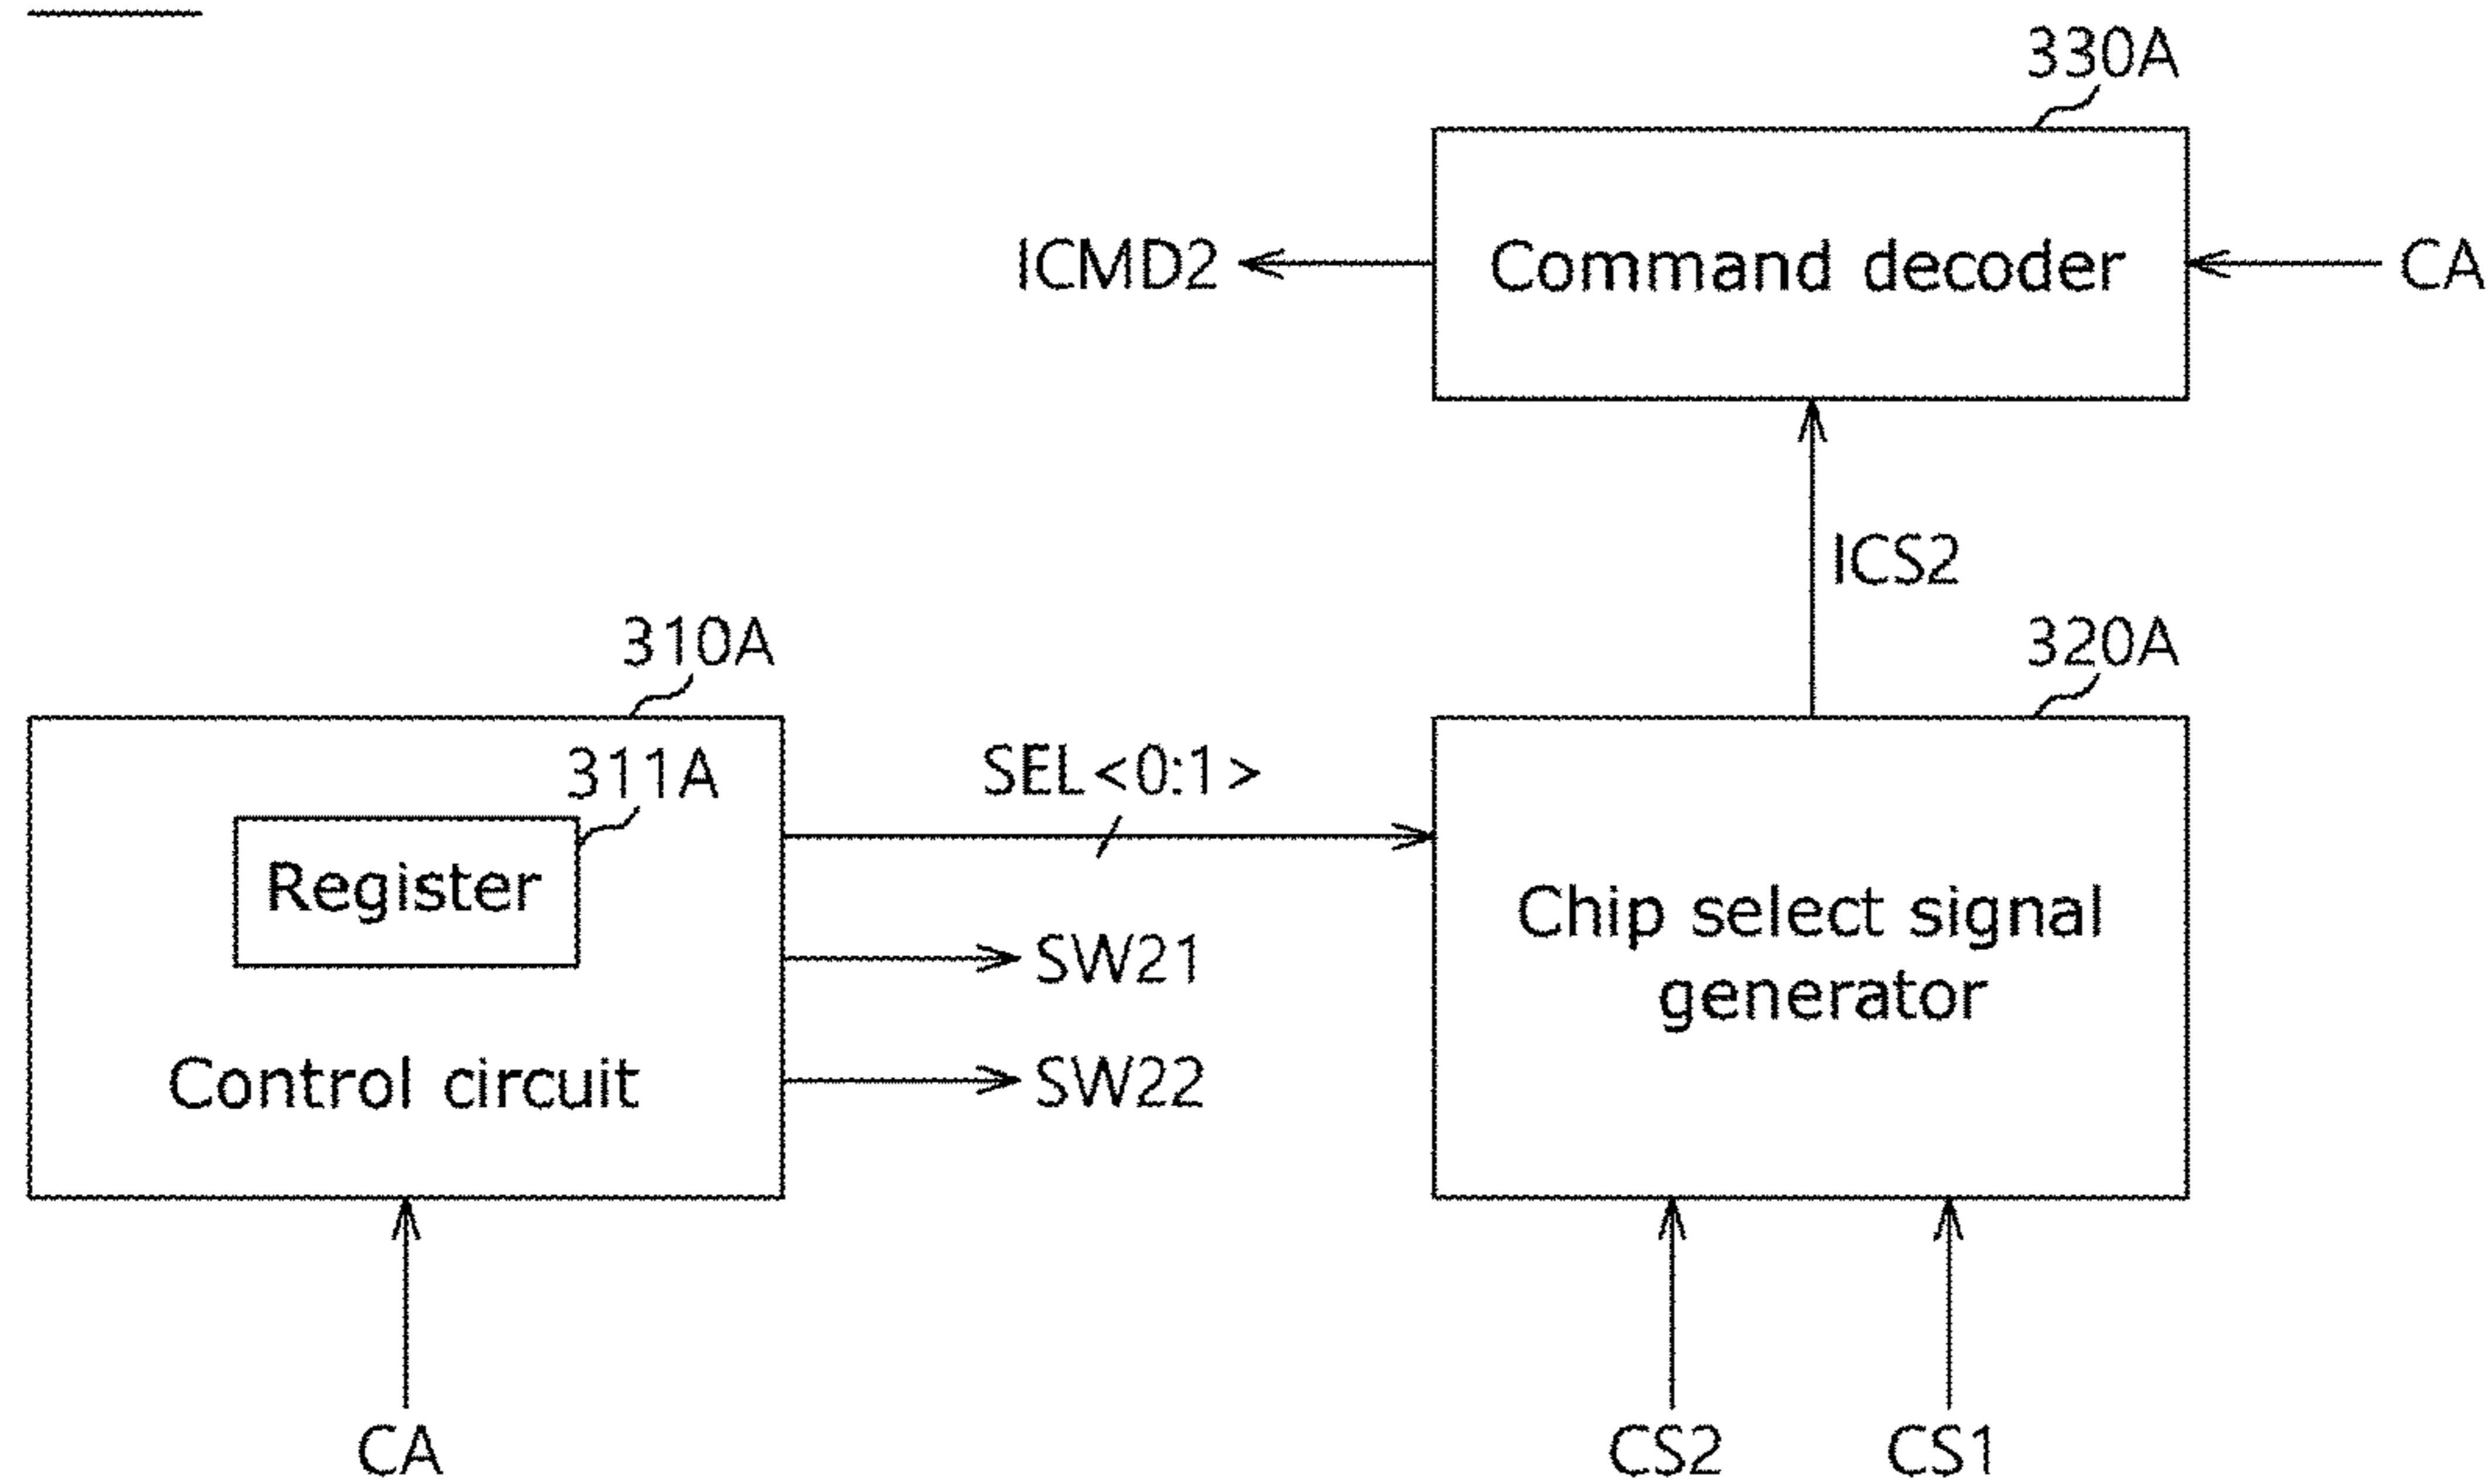 330A
Command decoder
ICMD2
CA
ICS2
310A
320A
311A
SEL<0:1>
Register
Chip select signal
generator
SW21
Control circuit
SW22
CA
CS2
CS1